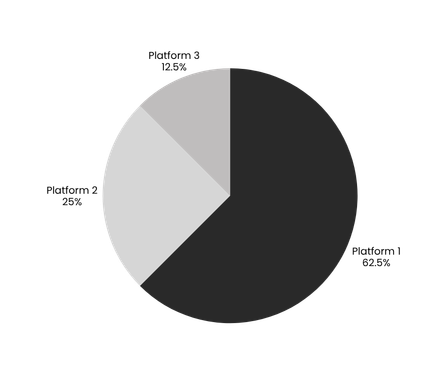 Platform 3
12.5%
Platform 2
25%
Platform 1
62.5%